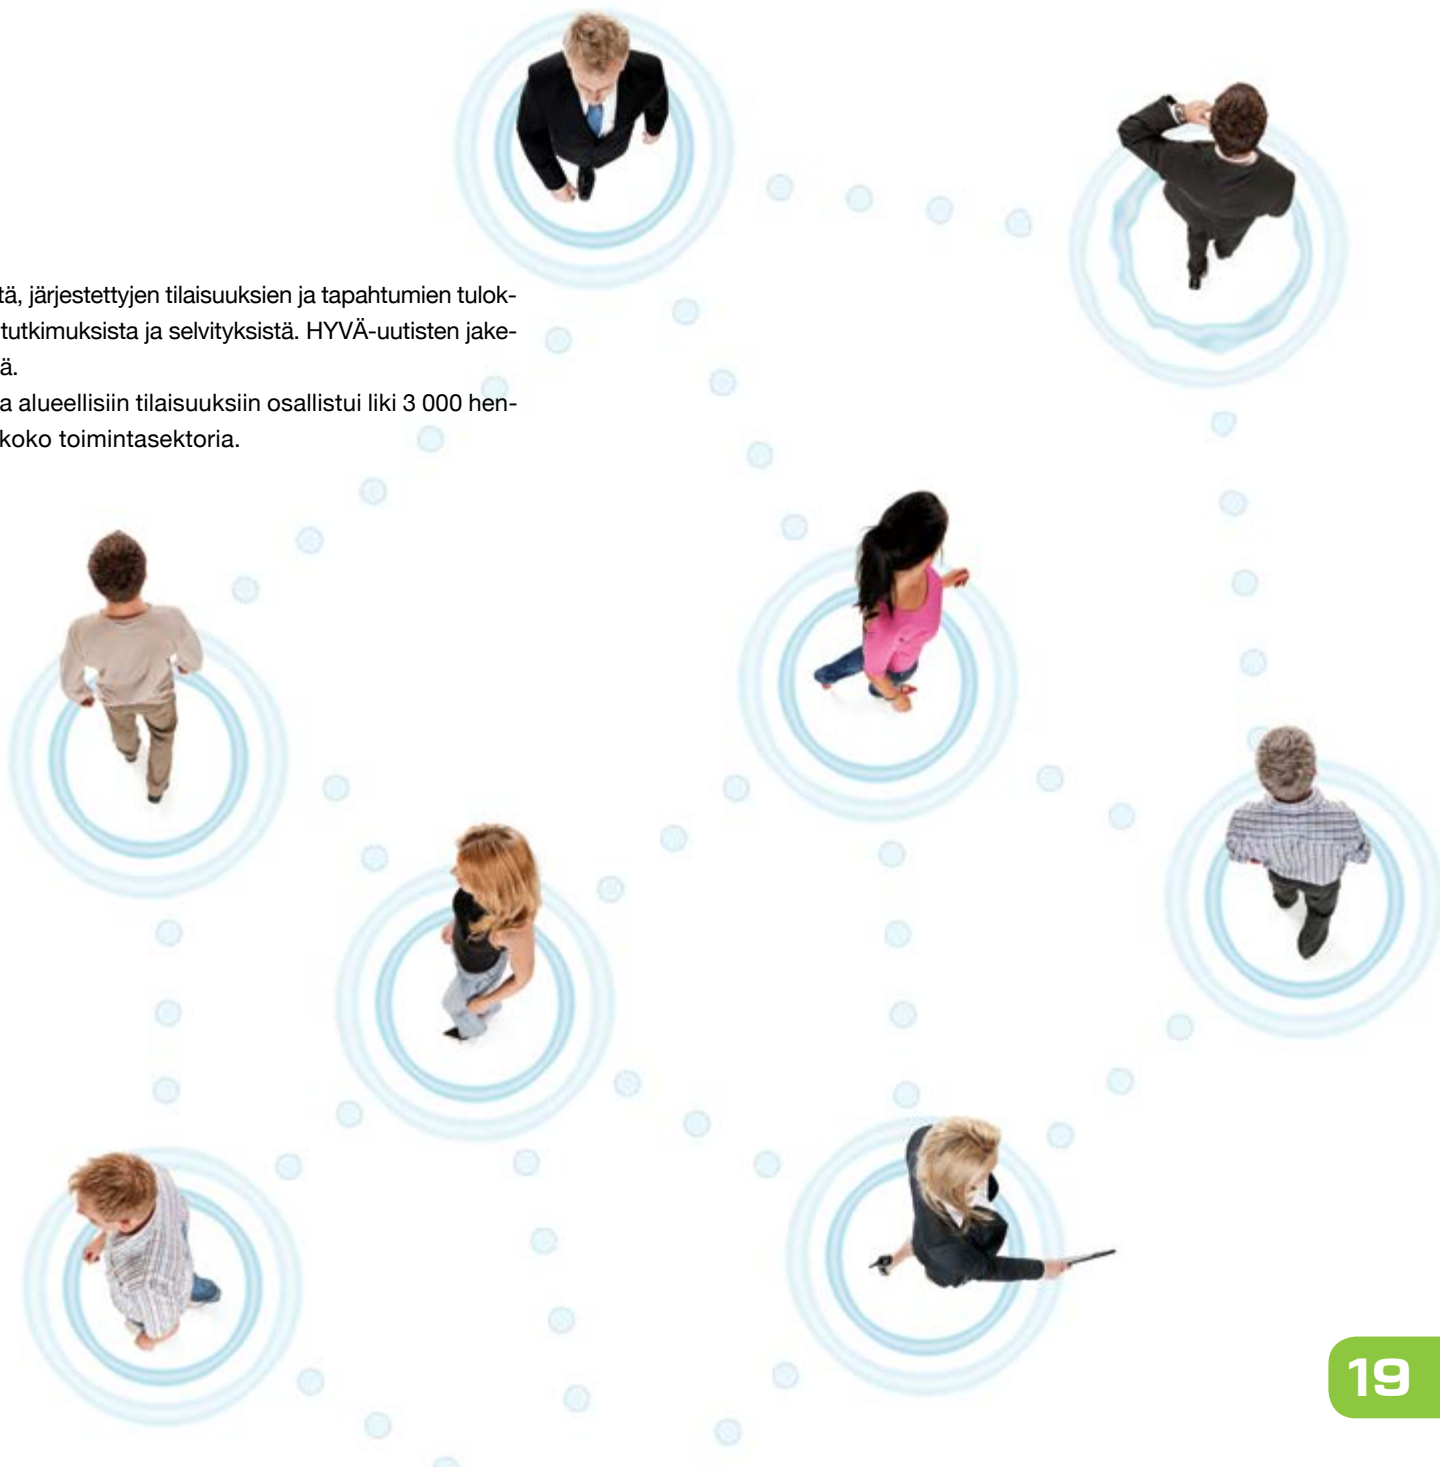 tä, järjestettyjen tilaisuuksien ja tapahtumien tulok-
tutkimuksista ja selvityksistä. HYVÄ-uutisten jake-
ä.
a alueellisiin tilaisuuksiin osallistui liki 3 000 hen-
koko toimintasektoria.
19